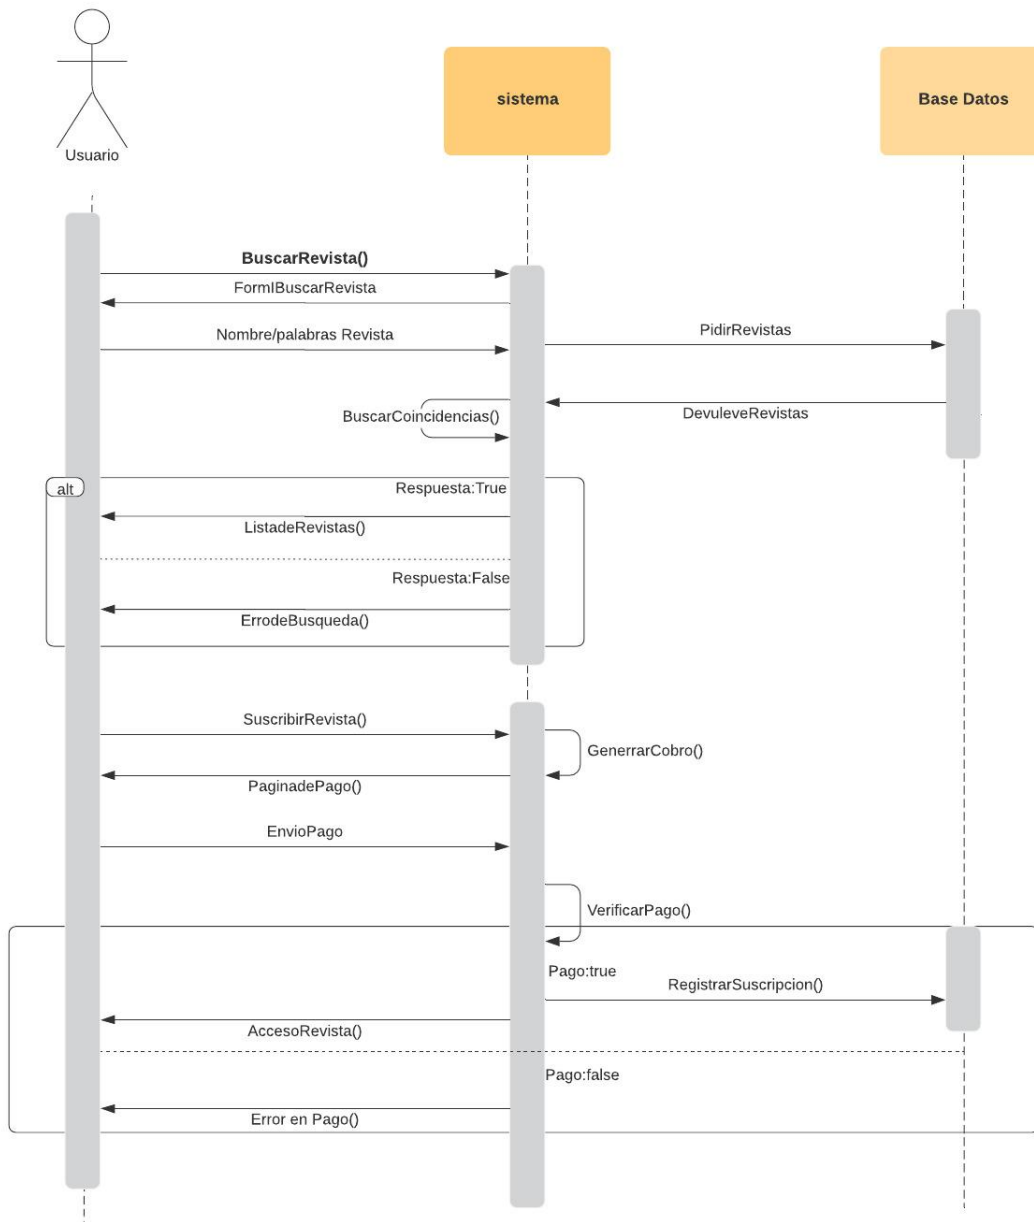 sistema
Base Datos
Usuario
BuscarRevista()
FormIBuscarRevista
Nombre/palabras Revista
PidirRevistas
DevuleveRevistas
BuscarCoincidencias()
alt
Respuesta:True
ListadeRevistas()
Respuesta:False
ErrodeBusqueda()
SuscribirRevista()
GenerrarCobro()
PaginadePago()
EnvioPago
VerificarPago()
Pago:true
RegistrarSuscripcion()
AccesoRevista()
Pago:false
Error en Pago()